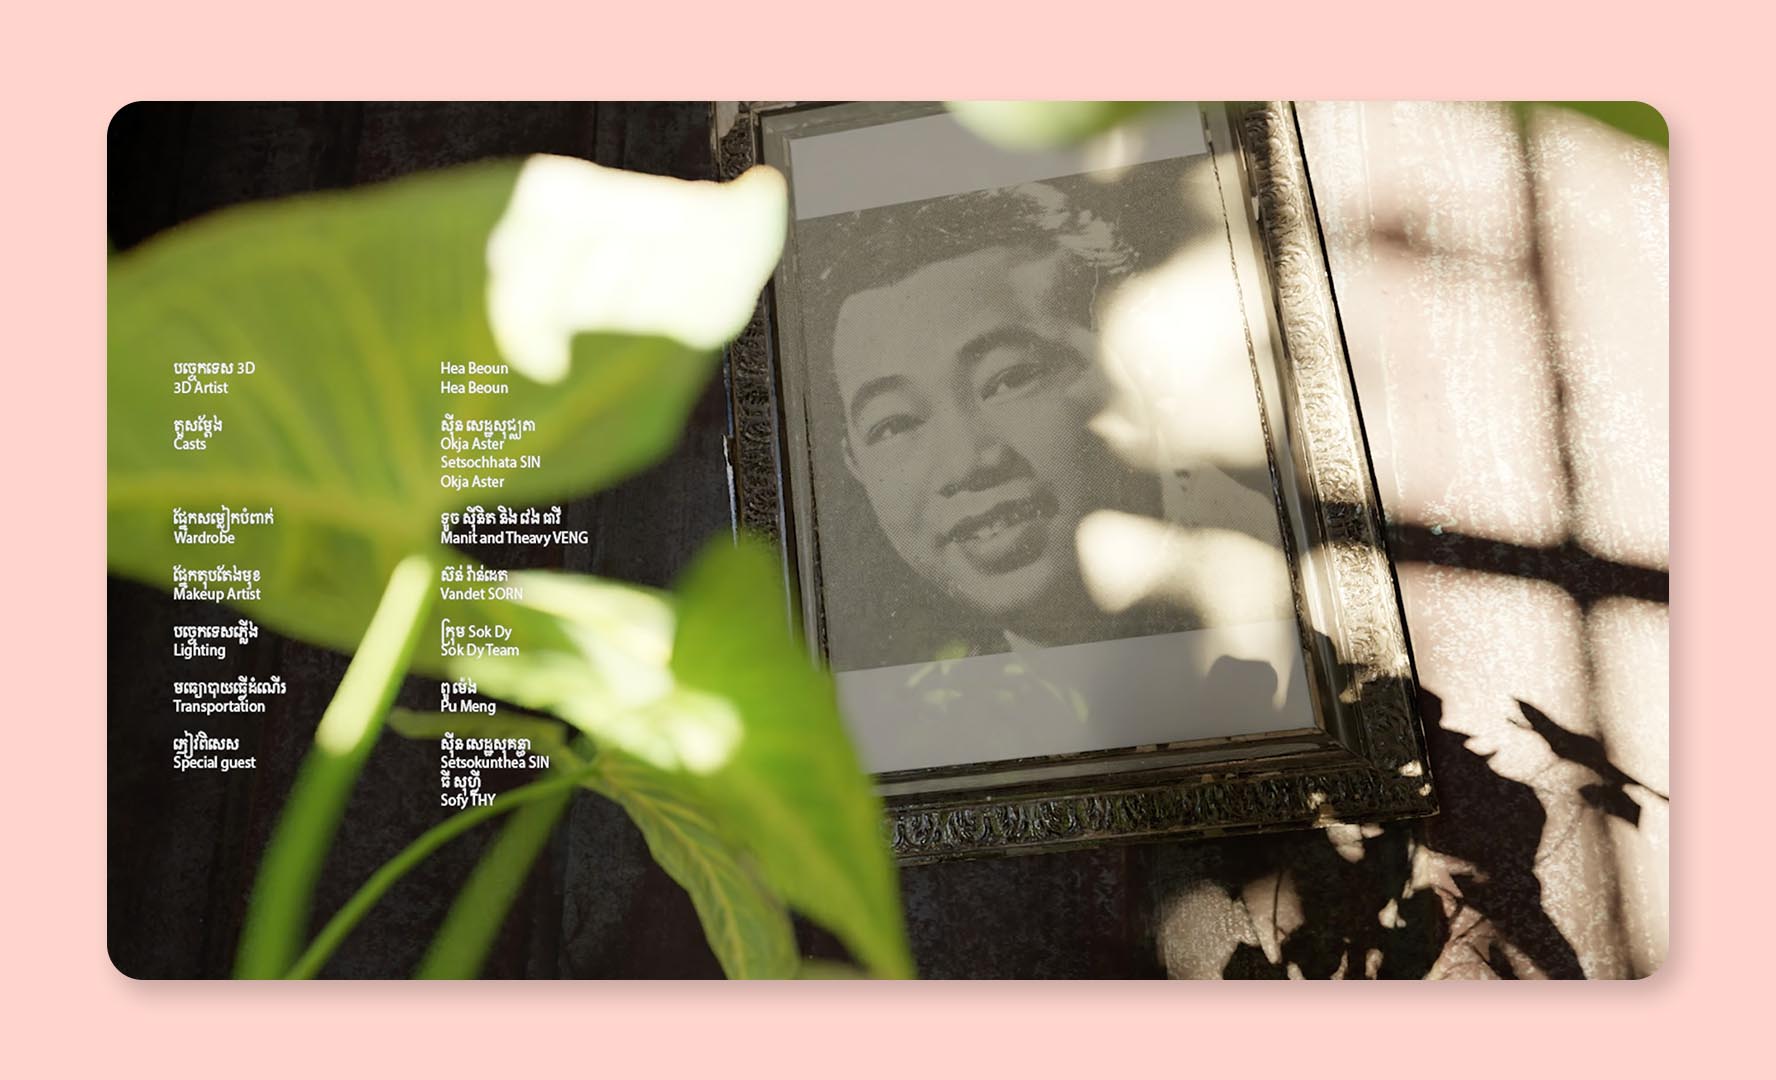 បច្ចេកទេស 3D
3D Artist
Hea Beoun
Hea Beoun
តួសម្តែង
Casts
ស៊ីន សេដ្ឋសុជ្ឈតា
Okja Aster
Setsochhata SIN
Okja Aster
ផ្នែកសម្លៀកបំពាក់
Wardrobe
ទូច ស៊ីនិត និង វេង ធាវី
Manit and Theavy VENG
ផ្នែកតុបតែងមុខ
Makeup Artist
ស៊ន់ វ៉ាន់ដេត
Vandet SORN
បច្ចេកទេសភ្លើង
Lighting
ក្រុម Sok Dy
Sok Dy Team
មធ្យោបាយធ្វើដំណើរ
Transportation
ពូ ម៉េង
Pu Meng
ភ្ញៀវពិសេស
Special guest
ស៊ីន សេដ្ឋសុគន្ធា
Setsokunthea SIN
ធី សុហ្វី
Sofy THY